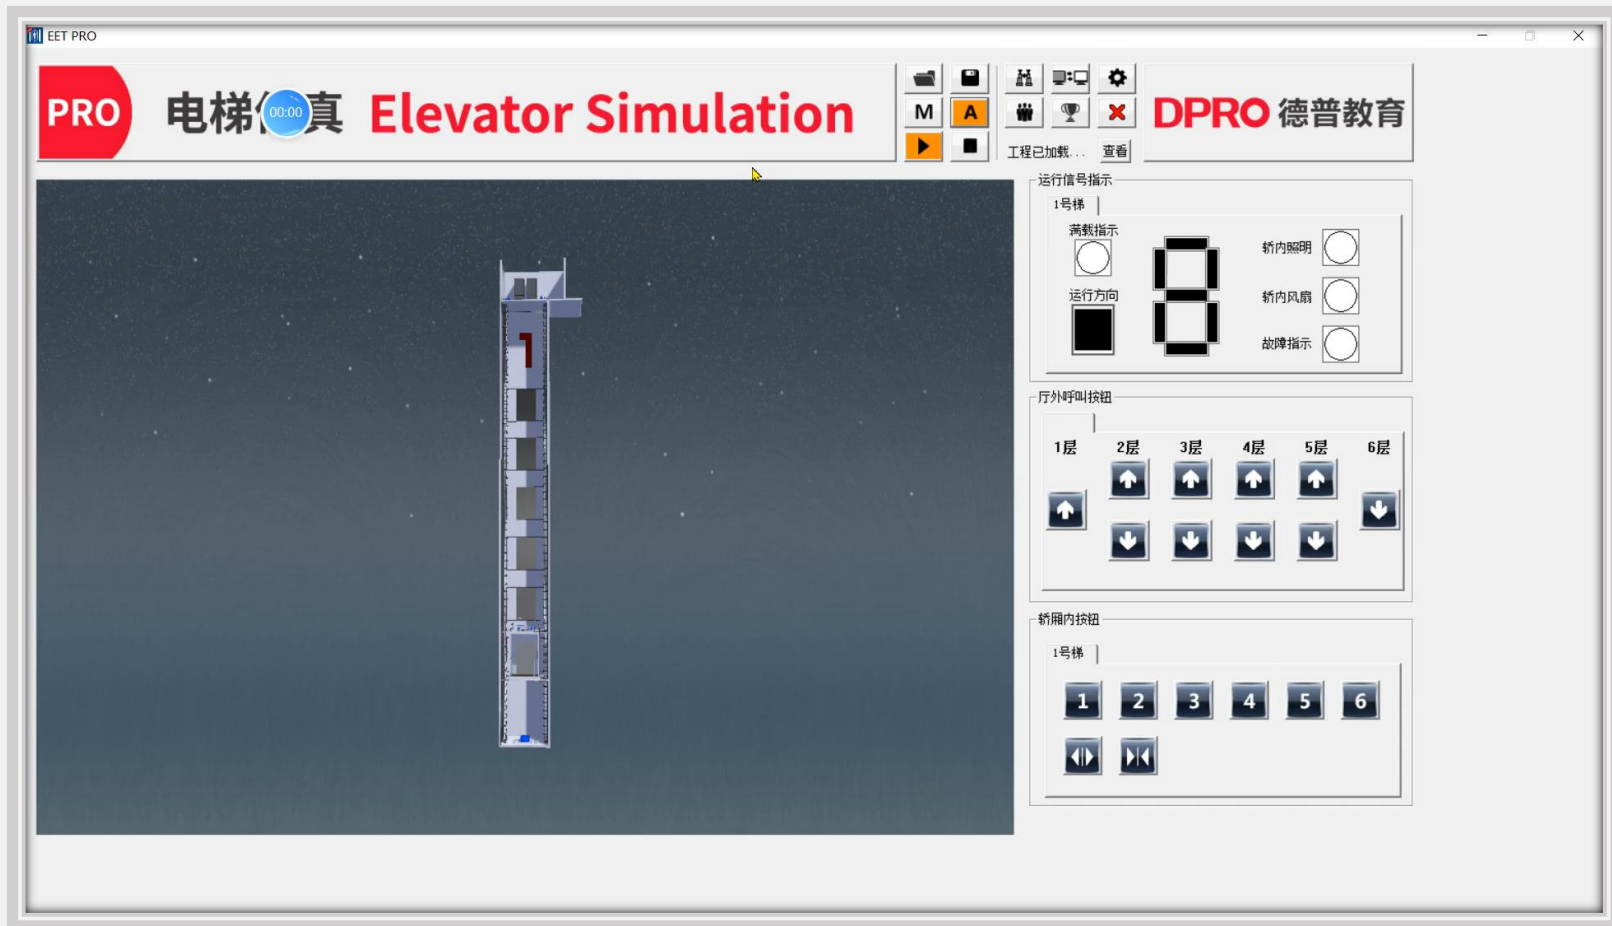 EET PRO
PRO
电梯仿真 Elevator Simulation
00:00
M A
工程已加载... 查看
DPRO 德普教育
1
运行信号指示
1号梯
满载指示
运行方向
轿内照明
轿内风扇
故障指示
厅外呼叫按钮
1层 2层 3层 4层 5层 6层
轿厢内按钮
1号梯
1 2 3 4 5 6